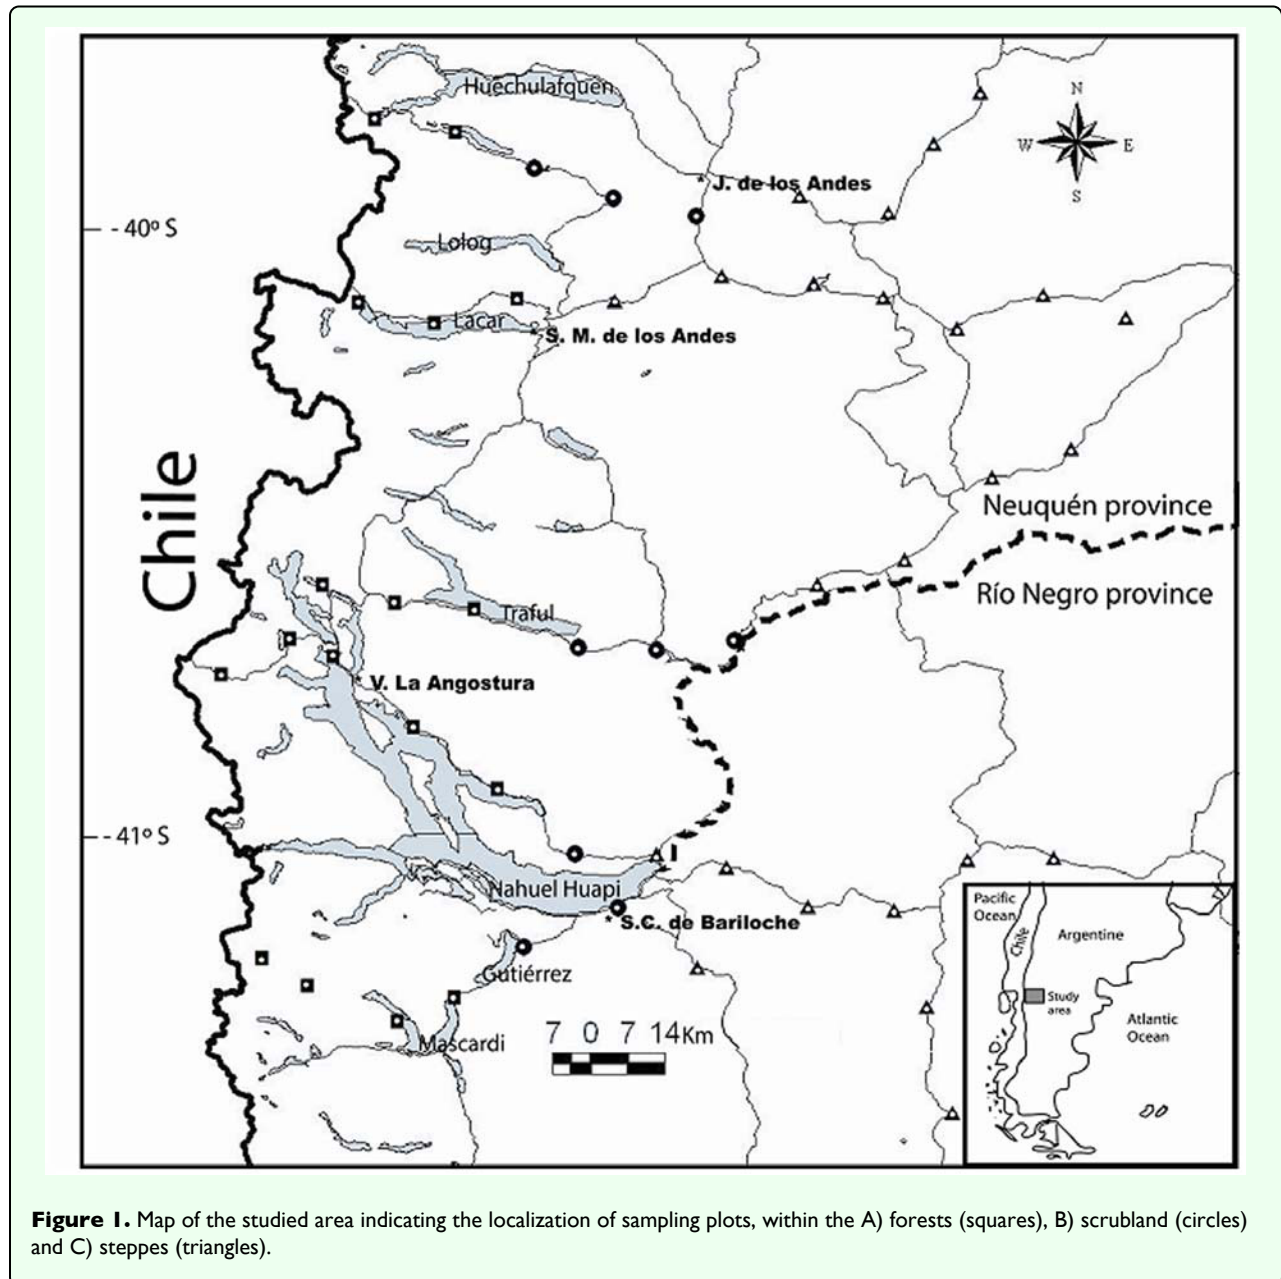 Huechulafquen
N
W
E
S
J. de los Andes
- 40º S
Lolog
Lacar
S. M. de los Andes
Chile
Neuquén province
Río Negro province
Traful
V. La Angostura
- 41º S
Nahuel Huapi
S.C. de Bariloche
Gutiérrez
Mascardi
7 0 7 14Km
Pacific
Ocean
Chile
Argentine
Study
area
Atlantic
Ocean
Figure 1. Map of the studied area indicating the localization of sampling plots, within the A) forests (squares), B) scrubland (circles)
and C) steppes (triangles).